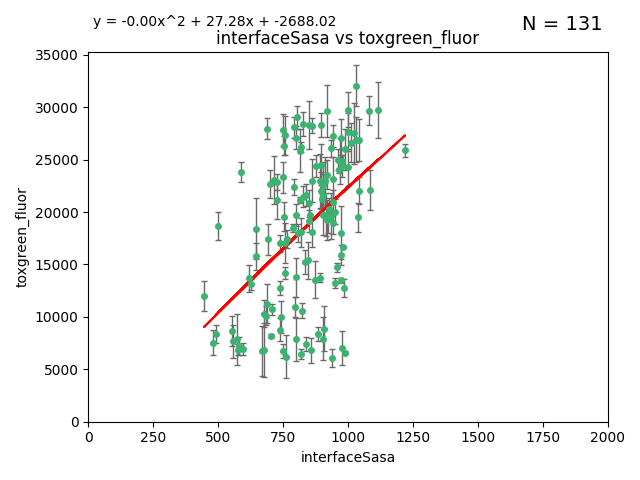 y = -0.00x^2 + 27.28x + -2688.02
N = 131
interfaceSasa vs toxgreen_fluor
35000
30000
25000
20000
15000
10000
5000
0
toxgreen_fluor
0 250 500 750 1000 1250 1500 1750 2000
interfaceSasa